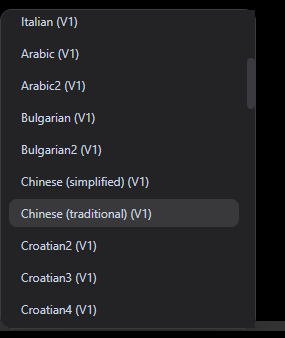 Italian (V1)
Arabic (V1)
Arabic2 (V1)
Bulgarian (V1)
Bulgarian2 (V1)
Chinese (simplified) (V1)
Chinese (traditional) (V1)
Croatian2 (V1)
Croatian3 (V1)
Croatian4 (V1)